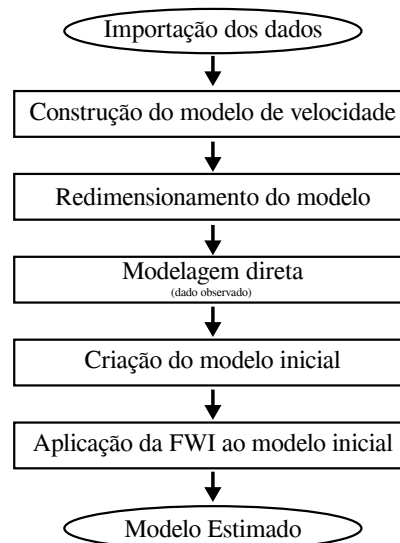 Importação dos dados
Construção do modelo de velocidade
Redimensionamento do modelo
Modelagem direta
(dado observado)
Criação do modelo inicial
Aplicação da FWI ao modelo inicial
Modelo Estimado